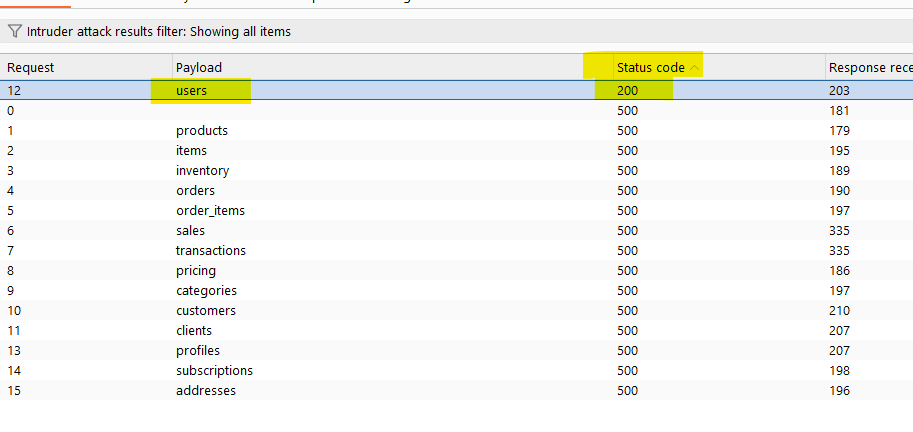 Intruder attack results filter: Showing all items
Request Payload Status code Response rece
12 users 200 203
0 500 181
1 products 500 179
2 items 500 195
3 inventory 500 189
4 orders 500 190
5 order_items 500 197
6 sales 500 335
7 transactions 500 335
8 pricing 500 186
9 categories 500 197
10 customers 500 210
11 clients 500 207
13 profiles 500 207
14 subscriptions 500 198
15 addresses 500 196